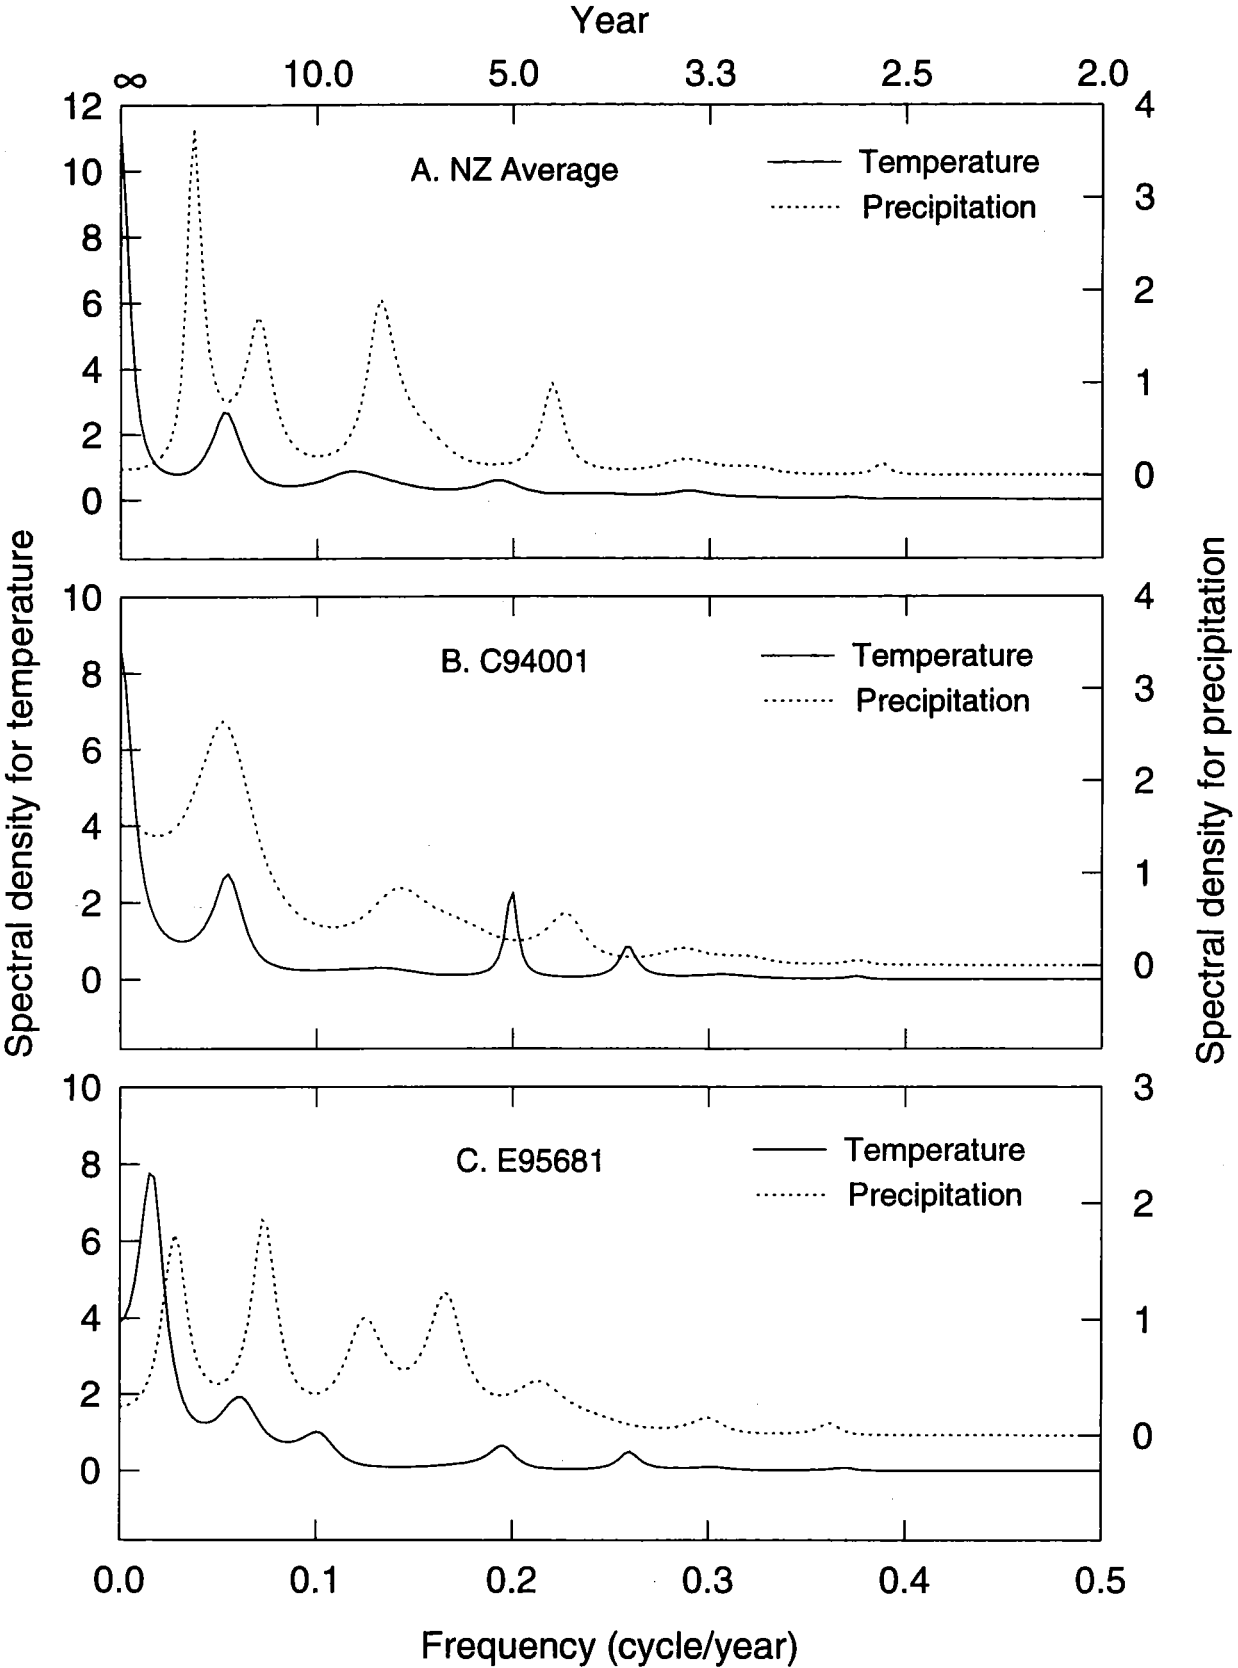 Year
∞ 10.0 5.0 3.3 2.5 2.0
12 4
A. NZ Average
Temperature
Precipitation
10
3
8
6 2
4 1
2
0
0
Spectral density for temperature
Spectral density for precipitation
10 4
B. C94001
Temperature
Precipitation
8 3
6
2
4
1
2
0
0
10 3
C. E95681
Temperature
Precipitation
8
2
6
4 1
2
0
0
0.0 0.1 0.2 0.3 0.4 0.5
Frequency (cycle/year)